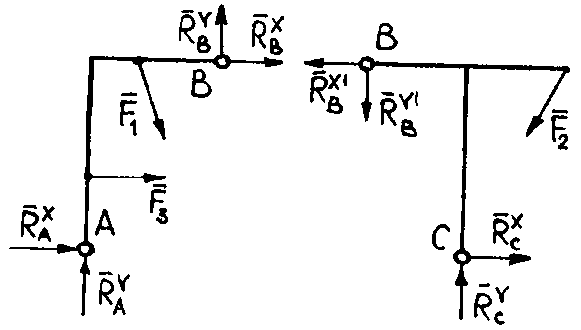 R̄_B^Y R̄_B^X B
B R̄_B^X' R̄_B^Y'
F̄_1 F̄_2
F̄_3
R̄_A^X A C R̄_C^X
R̄_A^Y R̄_C^Y